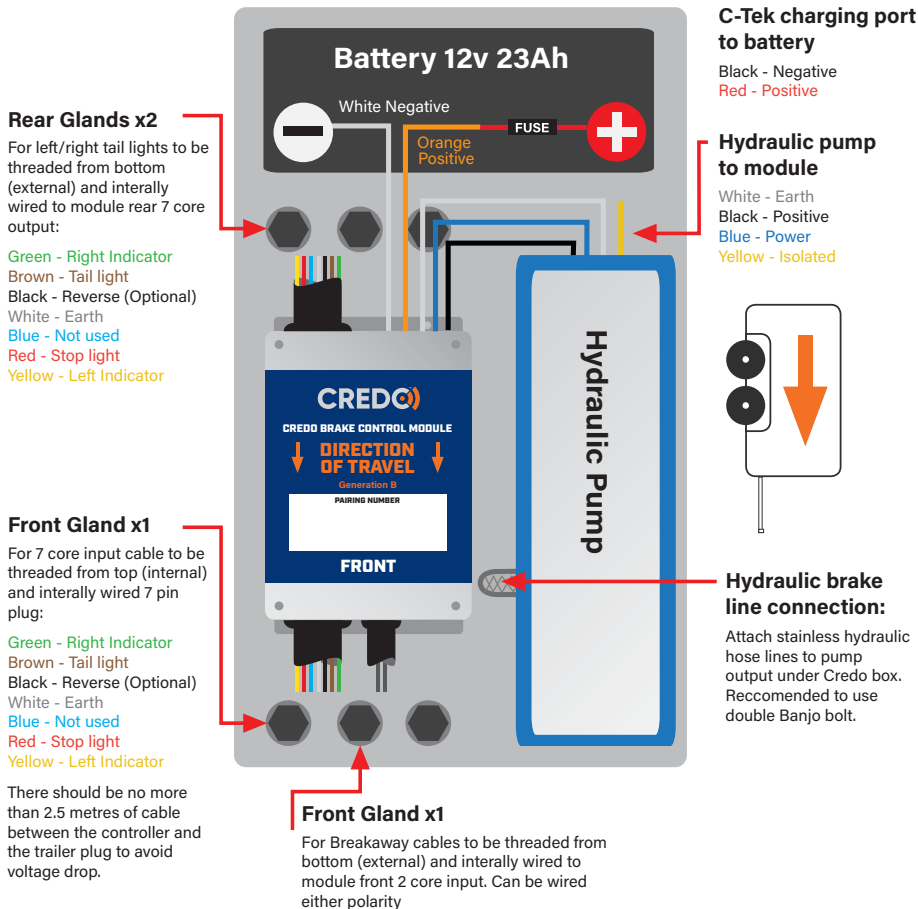 Battery 12v 23Ah
White Negative
FUSE
Orange
Positive
C-Tek charging port
to battery
Black - Negative
Red - Positive
Hydraulic pump
to module
White - Earth
Black - Positive
Blue - Power
Yellow - Isolated
Rear Glands x2
For left/right tail lights to be
threaded from bottom
(external) and interally
wired to module rear 7 core
output:
Green - Right Indicator
Brown - Tail light
Black - Reverse (Optional)
White - Earth
Blue - Not used
Red - Stop light
Yellow - Left Indicator
CREDO
CREDO BRAKE CONTROL MODULE
DIRECTION
OF TRAVEL
Generation B
PAIRING NUMBER
FRONT
Hydraulic Pump
Front Gland x1
For 7 core input cable to be
threaded from top (internal)
and interally wired 7 pin
plug:
Green - Right Indicator
Brown - Tail light
Black - Reverse (Optional)
White - Earth
Blue - Not used
Red - Stop light
Yellow - Left Indicator
There should be no more
than 2.5 metres of cable
between the controller and
the trailer plug to avoid
voltage drop.
Hydraulic brake
line connection:
Attach stainless hydraulic
hose lines to pump
output under Credo box.
Reccomended to use
double Banjo bolt.
Front Gland x1
For Breakaway cables to be threaded from
bottom (external) and interally wired to
module front 2 core input. Can be wired
either polarity